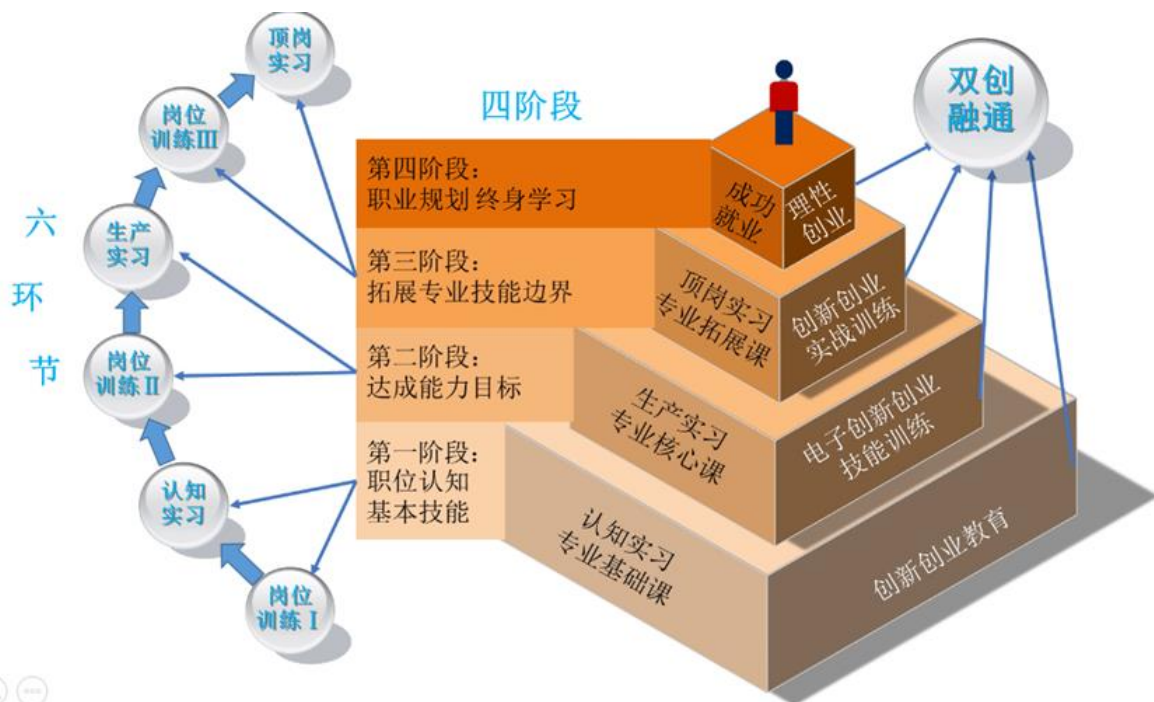 顶岗
实习
岗位
训练Ⅲ
生产
实习
岗位
训练Ⅱ
认知
实习
岗位
训练Ⅰ
六
环
节
四阶段
第四阶段：
职业规划 终身学习
第三阶段：
拓展专业技能边界
第二阶段：
达成能力目标
第一阶段：
职位认知
基本技能
成功
就业
理性
创业
顶岗实习
专业拓展课
创新创业
实战训练
生产实习
专业核心课
电子创新创业
技能训练
认知实习
专业基础课
创新创业教育
双创
融通